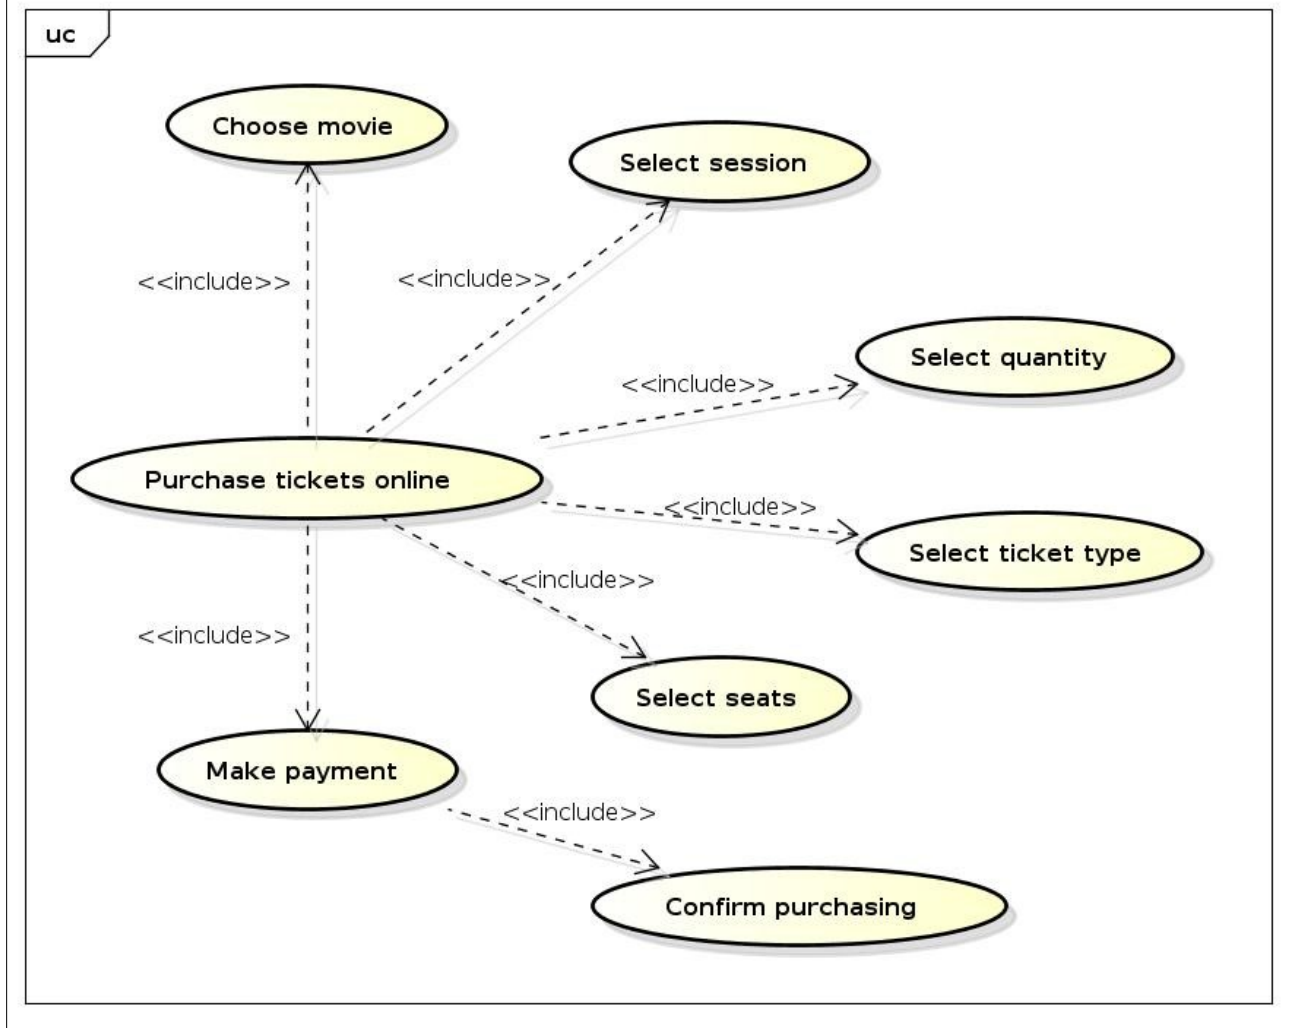 uc
Choose movie
Select session
<<include>>
<<include>>
Select quantity
<<include>>
Purchase tickets online
<<include>>
Select ticket type
<<include>>
<<include>>
Select seats
Make payment
<<include>>
Confirm purchasing